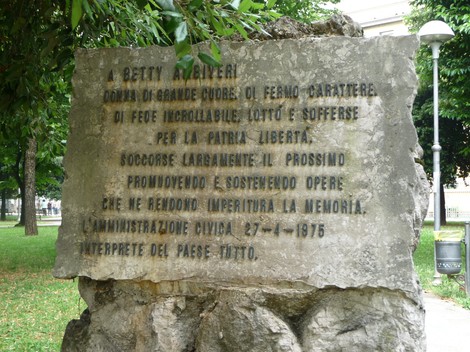 A BETTY AMBIVERI
DONNA DI GRANDE CUORE, DI FERMO CARATTERE,
DI FEDE INCROLLABILE, LOTTÒ E SOFFERSE
PER LA PATRIA LIBERTÀ,
SOCCORSE LARGAMENTE IL PROSSIMO
PROMUOVENDO E SOSTENENDO OPERE
CHE NE RENDONO IMPERITURA LA MEMORIA.
L'AMMINISTRAZIONE CIVICA, 27-4-1975
INTERPRETE DEL PAESE TUTTO.